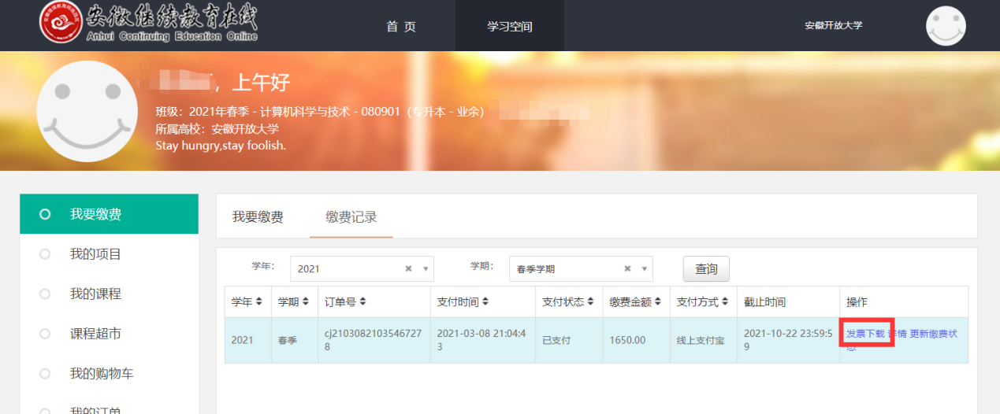 安徽继续教育在线
Anhui Continuing Education Online
首 页
学习空间
安徽开放大学
，上午好
班级：2021年春季 - 计算机科学与技术 - 080901（专升本 - 业余）
所属高校：安徽开放大学
Stay hungry,stay foolish.
我要缴费
我的项目
我的课程
课程超市
我的购物车
我的订单
我要缴费 缴费记录
学年： 2021 学期： 春季学期 查询
学年 学期 订单号 支付时间 支付状态 缴费金额 支付方式 截止时间 操作
2021 春季 cj2103082103546727 2021-03-08 21:04:4 已支付 1650.00 线上支付宝 2021-10-22 23:59:5 发票下载 详情 更新缴费状
8 3 9 态